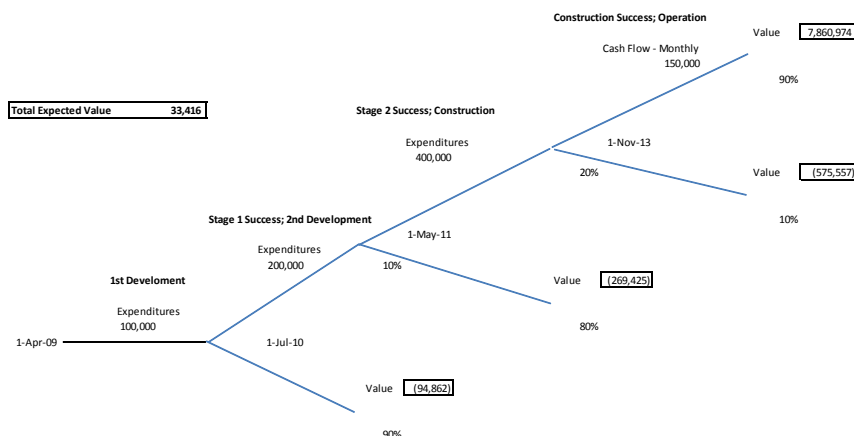 Construction Success; Operation
Value 7,860,974
Cash Flow - Monthly
150,000
90%
Total Expected Value 33,416
Stage 2 Success; Construction
Expenditures
400,000
1-Nov-13
20%
Value (575,557)
10%
Stage 1 Success; 2nd Development
1-May-11
Expenditures
200,000
10%
1st Develoment
Value (269,425)
Expenditures
100,000
80%
1-Apr-09
1-Jul-10
Value (94,862)
90%